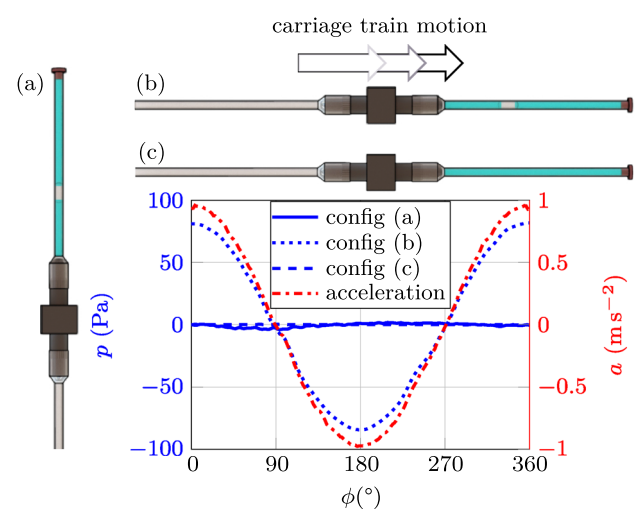 carriage train motion
(a)
(b)
(c)
100
50
0
−50
−100
p (Pa)
config (a)
config (b)
config (c)
acceleration
1
0.5
0
−0.5
−1
a (m s⁻²)
0
90
180
270
360
ϕ(°)